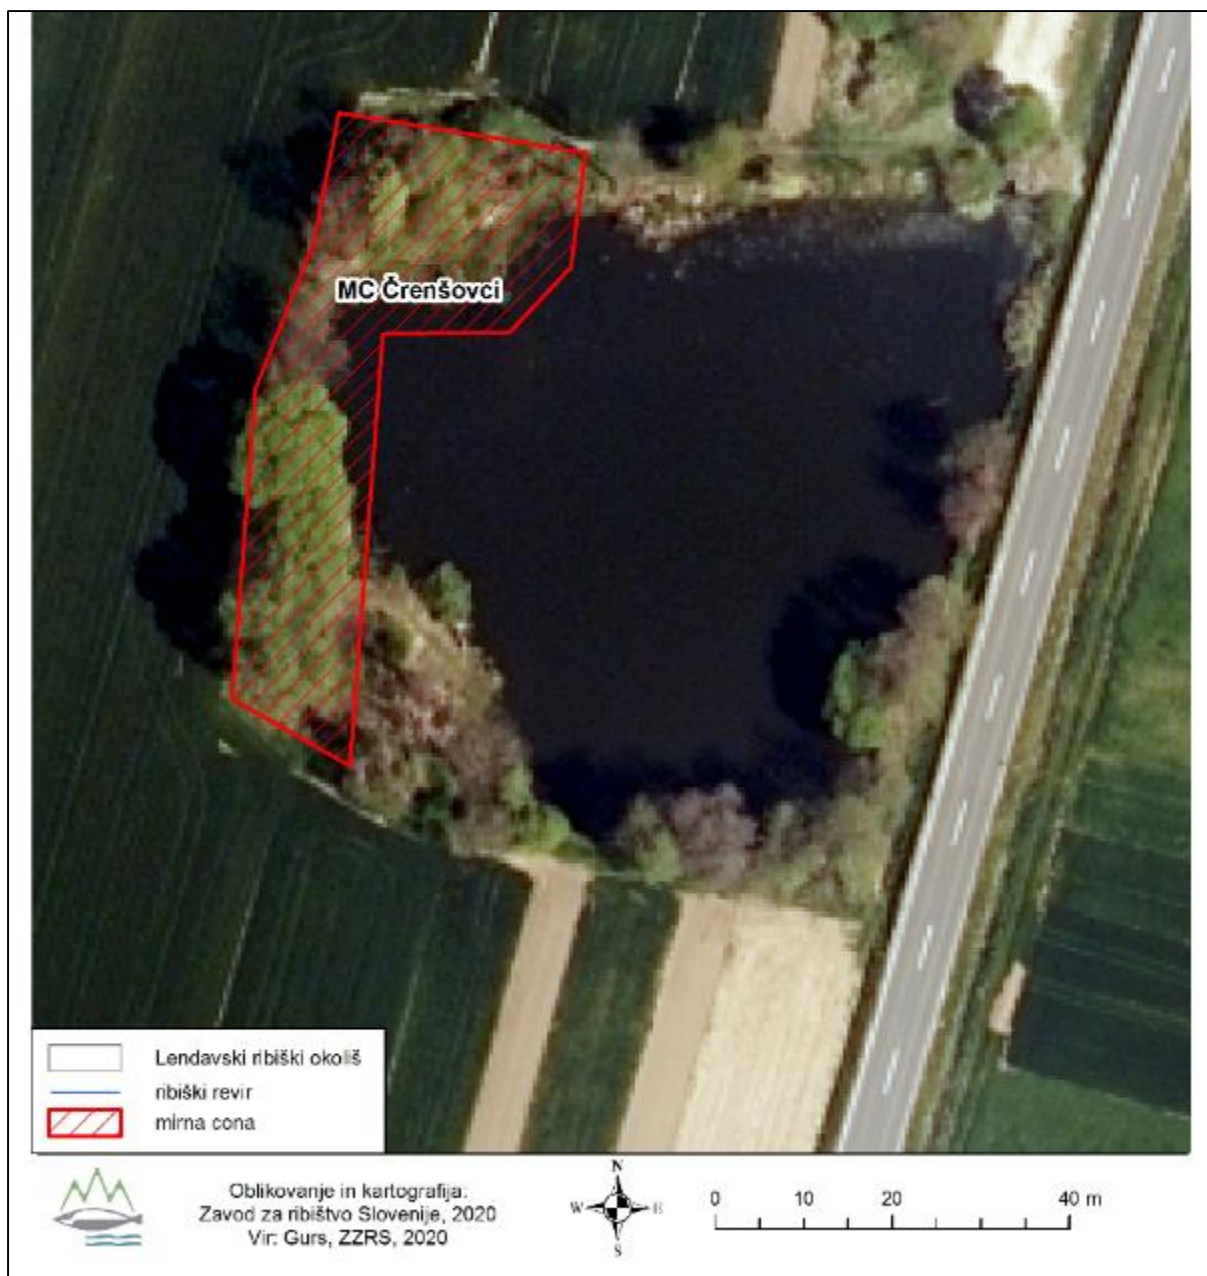 MC Črenšovci
Lendavski ribiški okoliš
ribiški revir
mirna cona
Oblikovanje in kartografija:
Zavod za ribištvo Slovenije, 2020
Vir: Gurs, ZZRS, 2020
N
W E
S
0 10 20 40 m